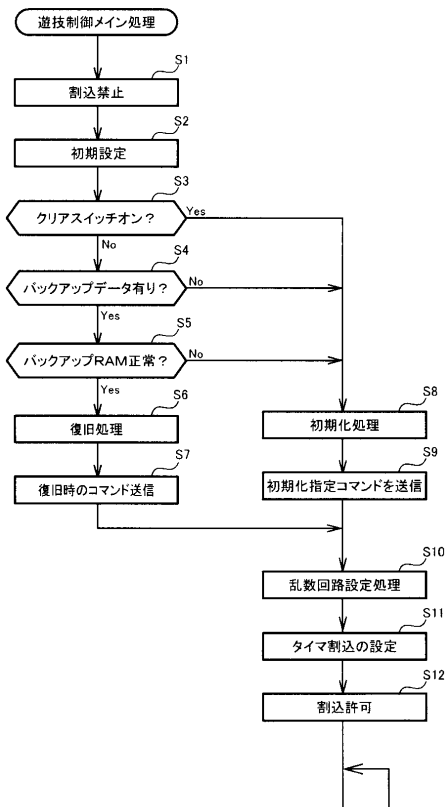 遊技制御メイン処理
S1
割込禁止
S2
初期設定
S3
クリアスイッチオン?
Yes
No
S4
バックアップデータ有り?
No
Yes
S5
バックアップRAM正常?
No
Yes
S6
復旧処理
S7
復旧時のコマンド送信
S8
初期化処理
S9
初期化指定コマンドを送信
S10
乱数回路設定処理
S11
タイマ割込の設定
S12
割込許可